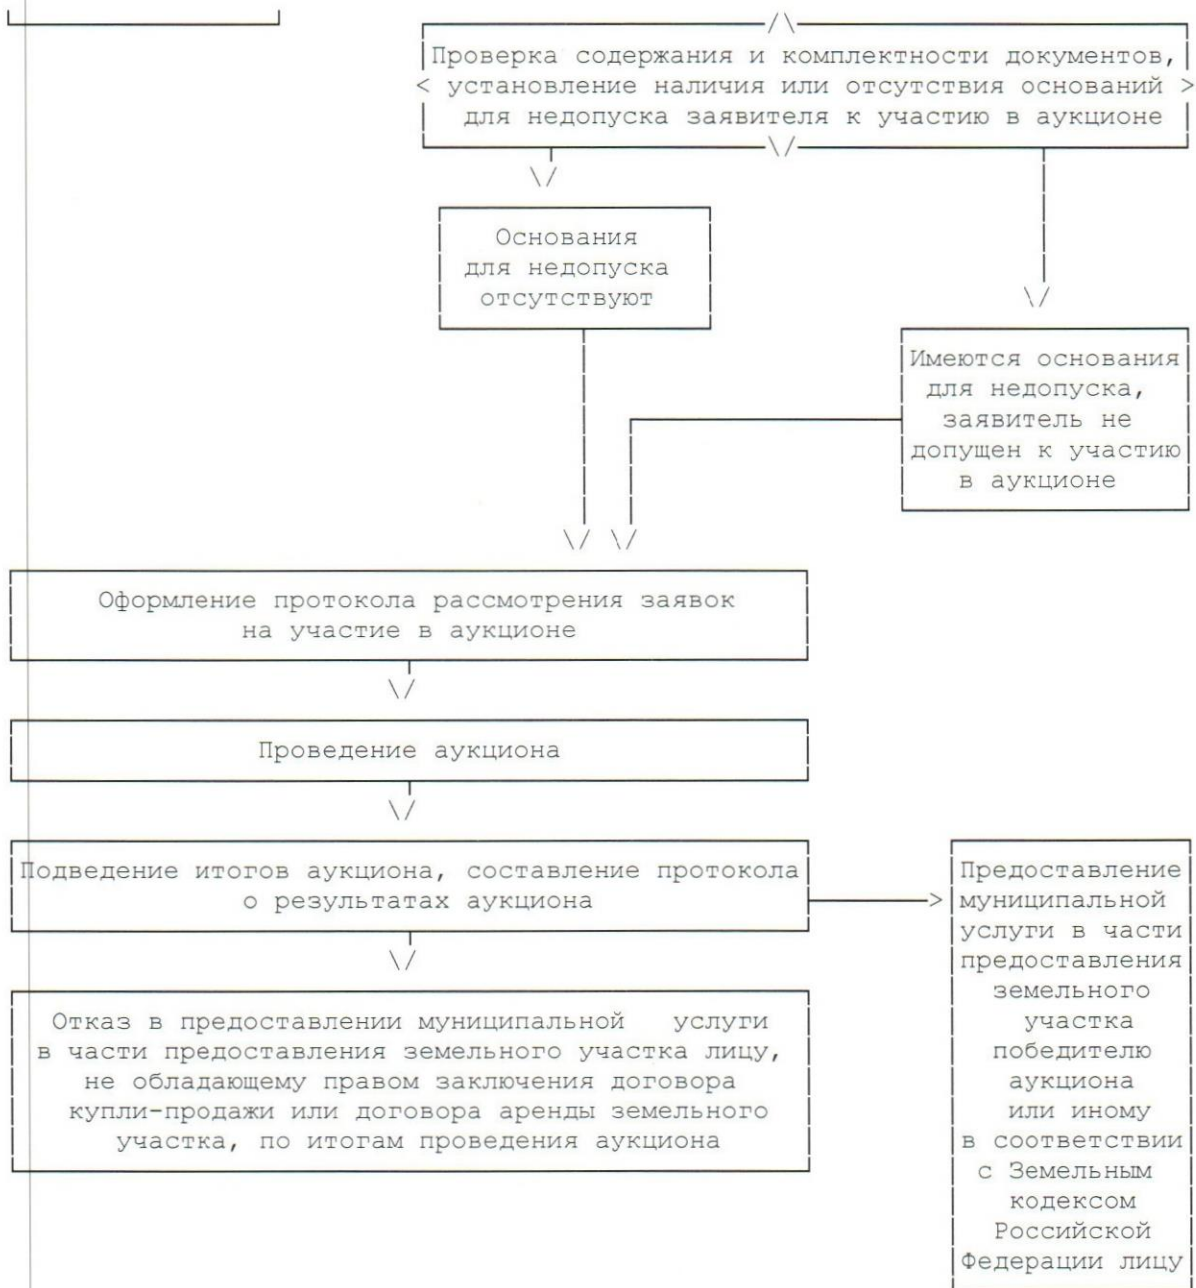 Проверка содержания и комплектности документов,
установление наличия или отсутствия оснований
для недопуска заявителя к участию в аукционе
Основания
для недопуска
отсутствуют
Имеются основания
для недопуска,
заявитель не
допущен к участию
в аукционе
Оформление протокола рассмотрения заявок
на участие в аукционе
Проведение аукциона
Подведение итогов аукциона, составление протокола
о результатах аукциона
Отказ в предоставлении муниципальной услуги
в части предоставления земельного участка лицу,
не обладающему правом заключения договора
купли-продажи или договора аренды земельного
участка, по итогам проведения аукциона
Предоставление
муниципальной
услуги в части
предоставления
земельного
участка
победителю
аукциона
или иному
в соответствии
с Земельным
кодексом
Российской
Федерации лицу